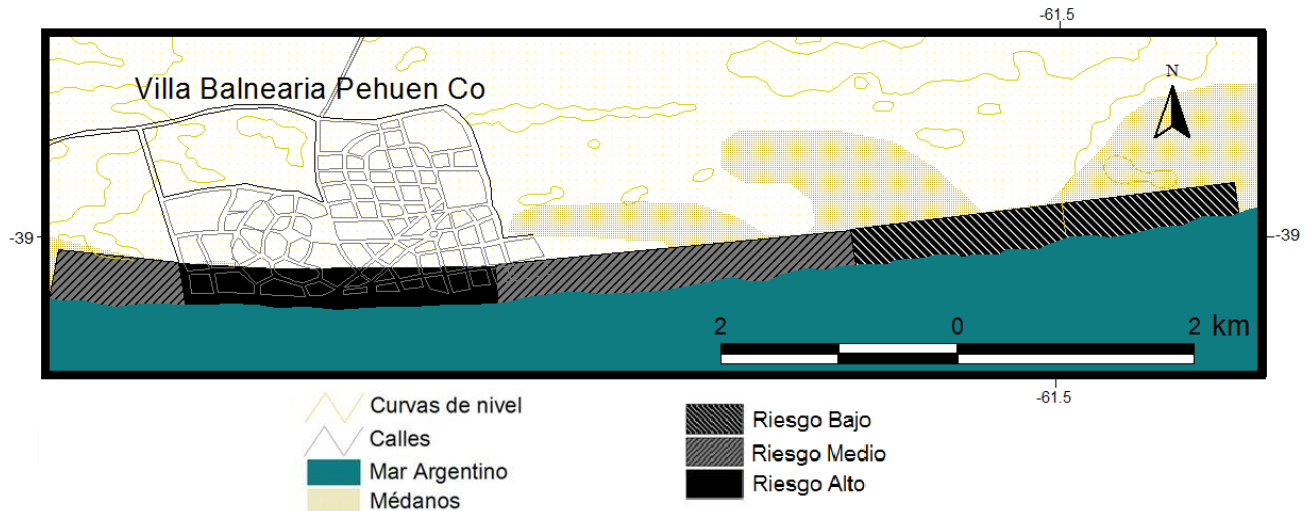 -61.5
Villa Balnearia Pehuen Co
N
-39
-39
2 0 2 km
-61.5
Curvas de nivel
Calles
Mar Argentino
Médanos
Riesgo Bajo
Riesgo Medio
Riesgo Alto